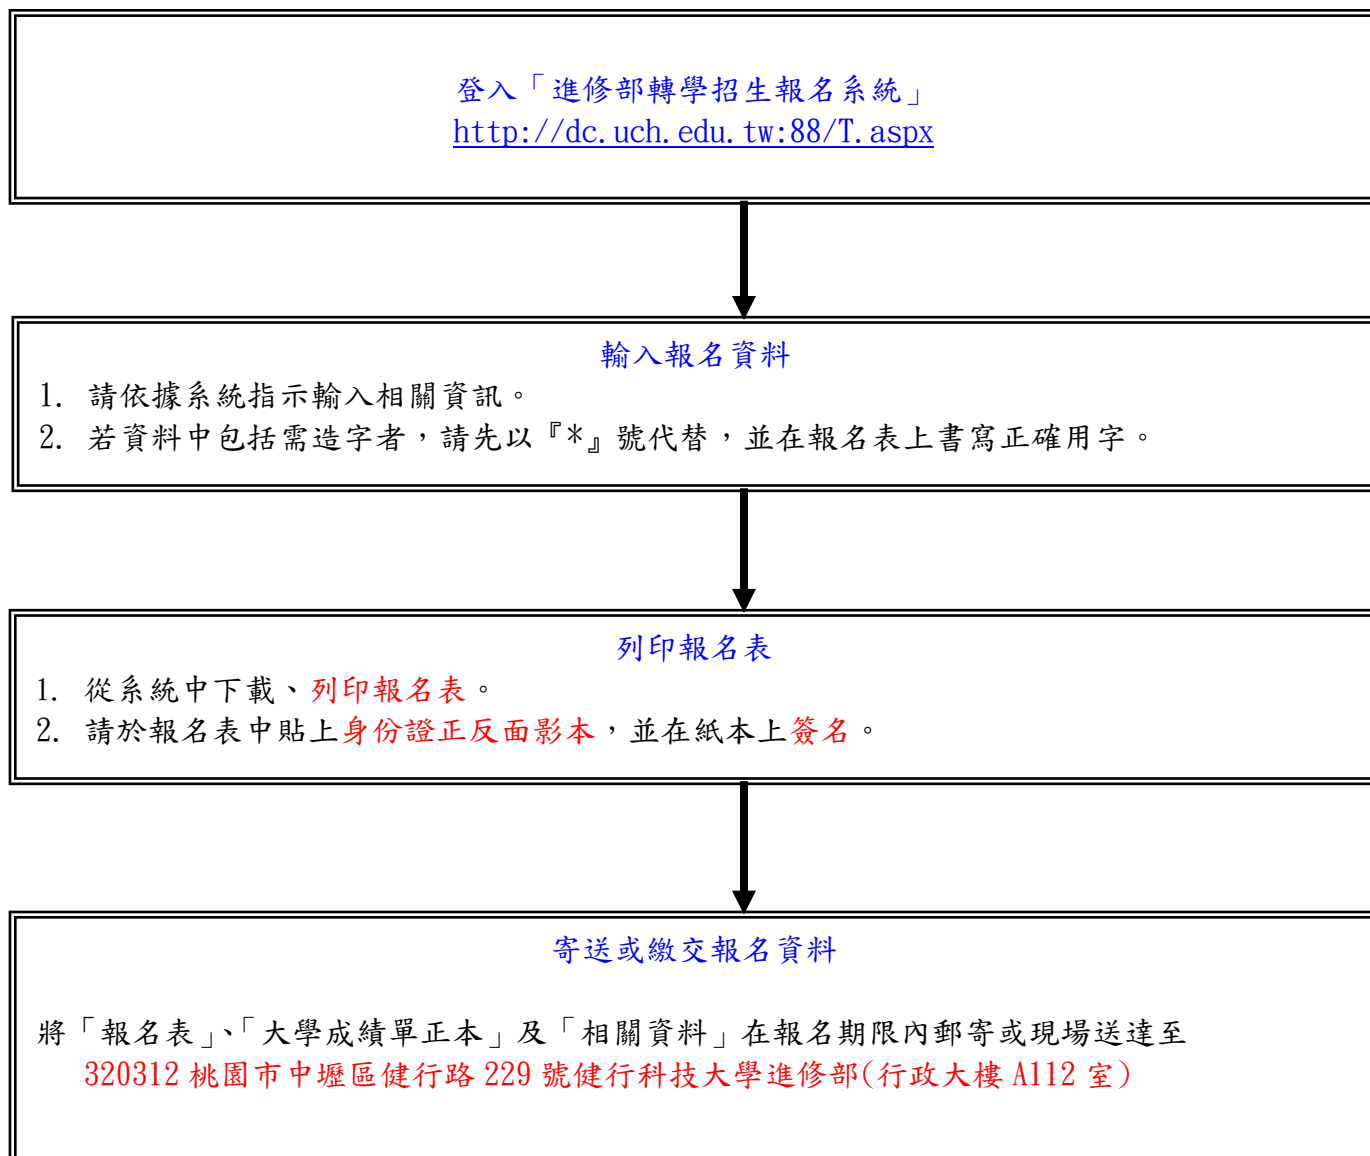 登入「進修部轉學招生報名系統」
http://dc.uch.edu.tw:88/T.aspx
輸入報名資料
1. 請依據系統指示輸入相關資訊。
2. 若資料中包括需造字者，請先以『*』號代替，並在報名表上書寫正確用字。
列印報名表
1. 從系統中下載、列印報名表。
2. 請於報名表中貼上身份證正反面影本，並在紙本上簽名。
寄送或繳交報名資料
將「報名表」、「大學成績單正本」及「相關資料」在報名期限內郵寄或現場送達至
320312 桃園市中壢區健行路 229 號健行科技大學進修部(行政大樓 A112 室)